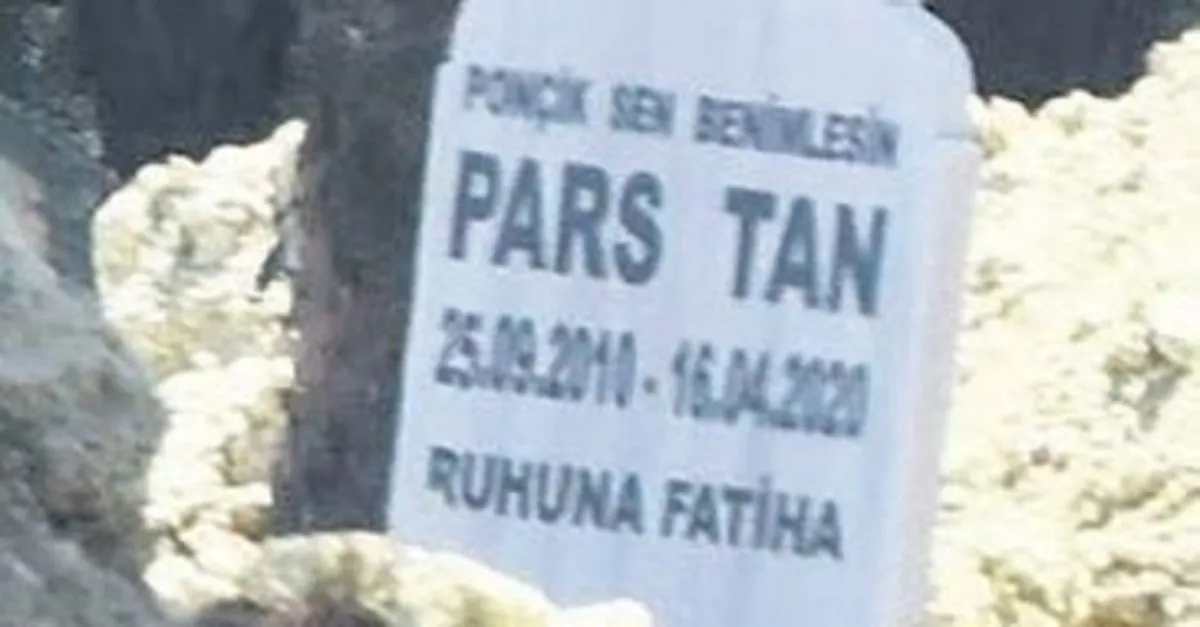 PONÇİK SEN BENİMLESİN
PARS TAN
25.09.2010 - 16.04.2020
RUHUNA FATİHA